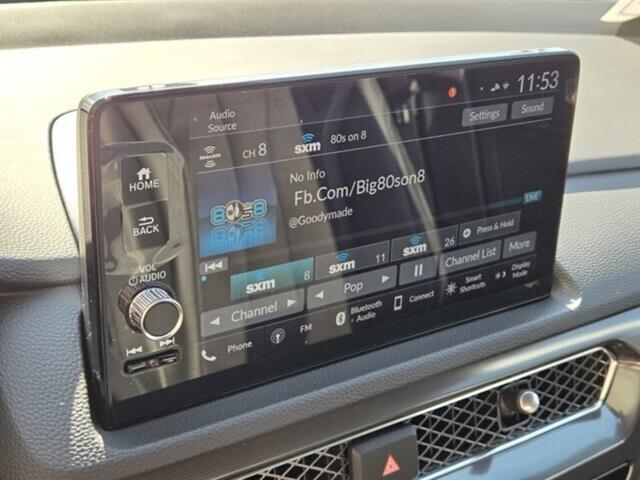 11:53
Audio
Source
Settings
Sound
SiriusXM
CH 8
sxm
80s on 8
HOME
No Info
Fb.Com/Big80son8
@Goodymade
LIVE
BACK
VOL
AUDIO
sxm 8
sxm 11
sxm 26
Press & Hold
Channel
Pop
Channel List
More
Phone
FM
Bluetooth
Audio
Connect
Smart
Shortcuts
Display
Mode